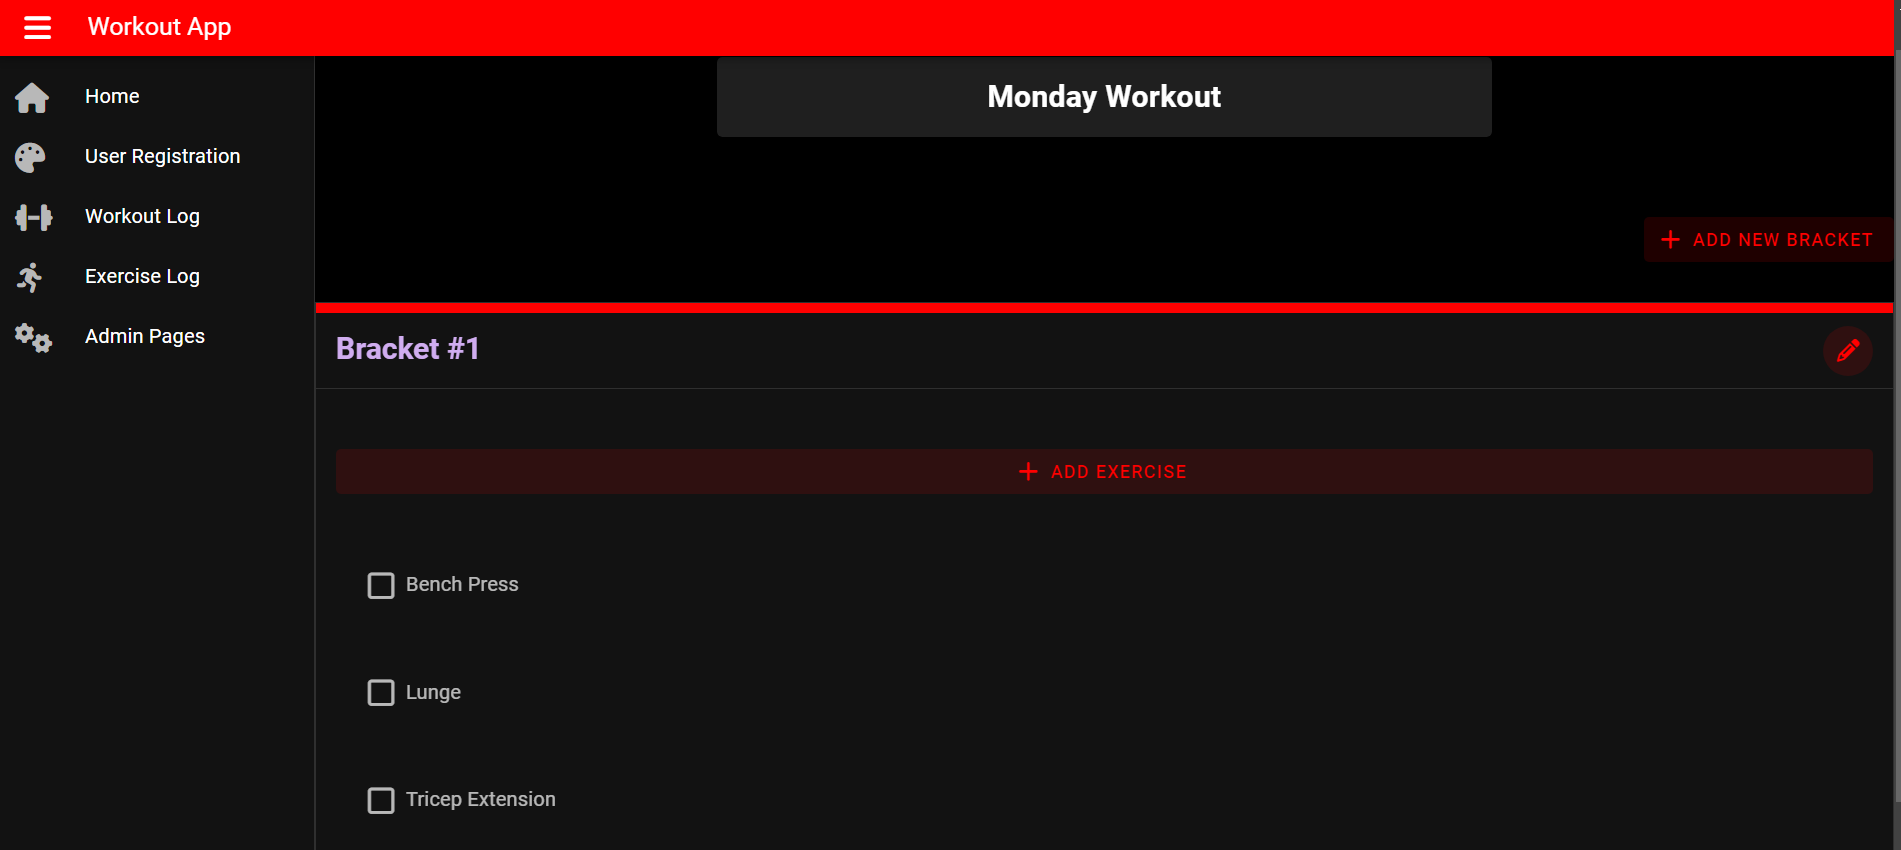 Workout App
Home
User Registration
Workout Log
Exercise Log
Admin Pages
Monday Workout
ADD NEW BRACKET
Bracket #1
ADD EXERCISE
Bench Press
Lunge
Tricep Extension